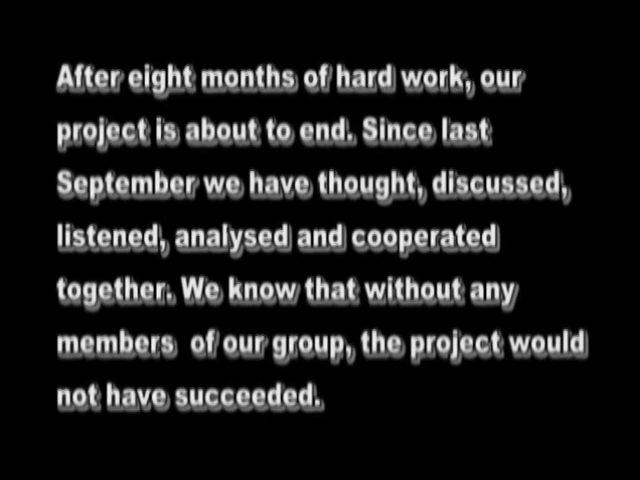 After eight months of hard work, our
project is about to end. Since last
September we have thought, discussed,
listened, analysed and cooperated
together. We know that without any
members of our group, the project would
not have succeeded.